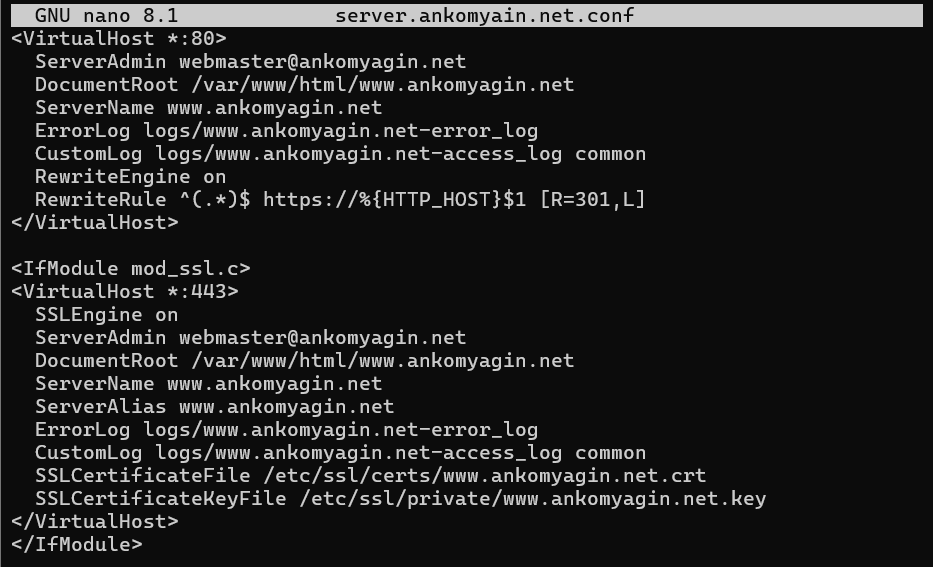 GNU nano 8.1 server.ankomyain.net.conf
<VirtualHost *:80>
ServerAdmin webmaster@ankomyagin.net
DocumentRoot /var/www/html/www.ankomyagin.net
ServerName www.ankomyagin.net
ErrorLog logs/www.ankomyagin.net-error_log
CustomLog logs/www.ankomyagin.net-access_log common
RewriteEngine on
RewriteRule ^(.*)$ https://%{HTTP_HOST}$1 [R=301,L]
</VirtualHost>
<IfModule mod_ssl.c>
<VirtualHost *:443>
SSLEngine on
ServerAdmin webmaster@ankomyagin.net
DocumentRoot /var/www/html/www.ankomyagin.net
ServerName www.ankomyagin.net
ServerAlias www.ankomyagin.net
ErrorLog logs/www.ankomyagin.net-error_log
CustomLog logs/www.ankomyagin.net-access_log common
SSLCertificateFile /etc/ssl/certs/www.ankomyagin.net.crt
SSLCertificateKeyFile /etc/ssl/private/www.ankomyagin.net.key
</VirtualHost>
</IfModule>